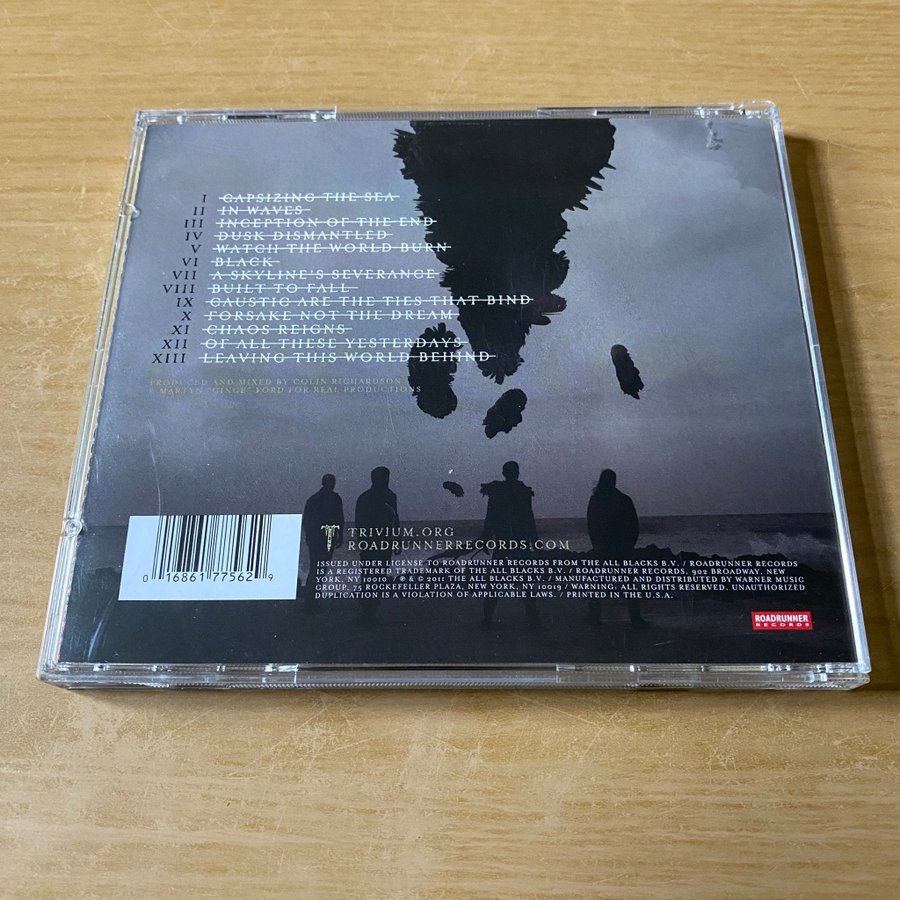 I CAPSIZING THE SEA
II IN WAVES
III INCEPTION OF THE END
IV DUSK DISMANTLED
V WATCH THE WORLD BURN
VI BLACK
VII A SKYLINE'S SEVERANCE
VIII BUILT TO FALL
IX CAUSTIC ARE THE TIES THAT BIND
X FORSAKE NOT THE DREAM
XI CHAOS REIGNS
XII OF ALL THESE YESTERDAYS
XIII LEAVING THIS WORLD BEHIND
PRODUCED AND MIXED BY COLIN RICHARDSON
& MARTYN "GINGE" FORD FOR REAL PRODUCTIONS
0 16861 77562 9
TRIVIUM.ORG
ROADRUNNERRECORDS.COM
ISSUED UNDER LICENSE TO ROADRUNNER RECORDS FROM THE ALL BLACKS B.V. / ROADRUNNER RECORDS
IS A REGISTERED TRADEMARK OF THE ALL BLACKS B.V. / ROADRUNNER RECORDS, 902 BROADWAY, NEW
YORK, NY 10010 / ℗ & © 2011 THE ALL BLACKS B.V. / MANUFACTURED AND DISTRIBUTED BY WARNER MUSIC
GROUP, 75 ROCKEFELLER PLAZA, NEW YORK, NY 10019 / WARNING. ALL RIGHTS RESERVED. UNAUTHORIZED
DUPLICATION IS A VIOLATION OF APPLICABLE LAWS. / PRINTED IN THE U.S.A.
ROADRUNNER
RECORDS